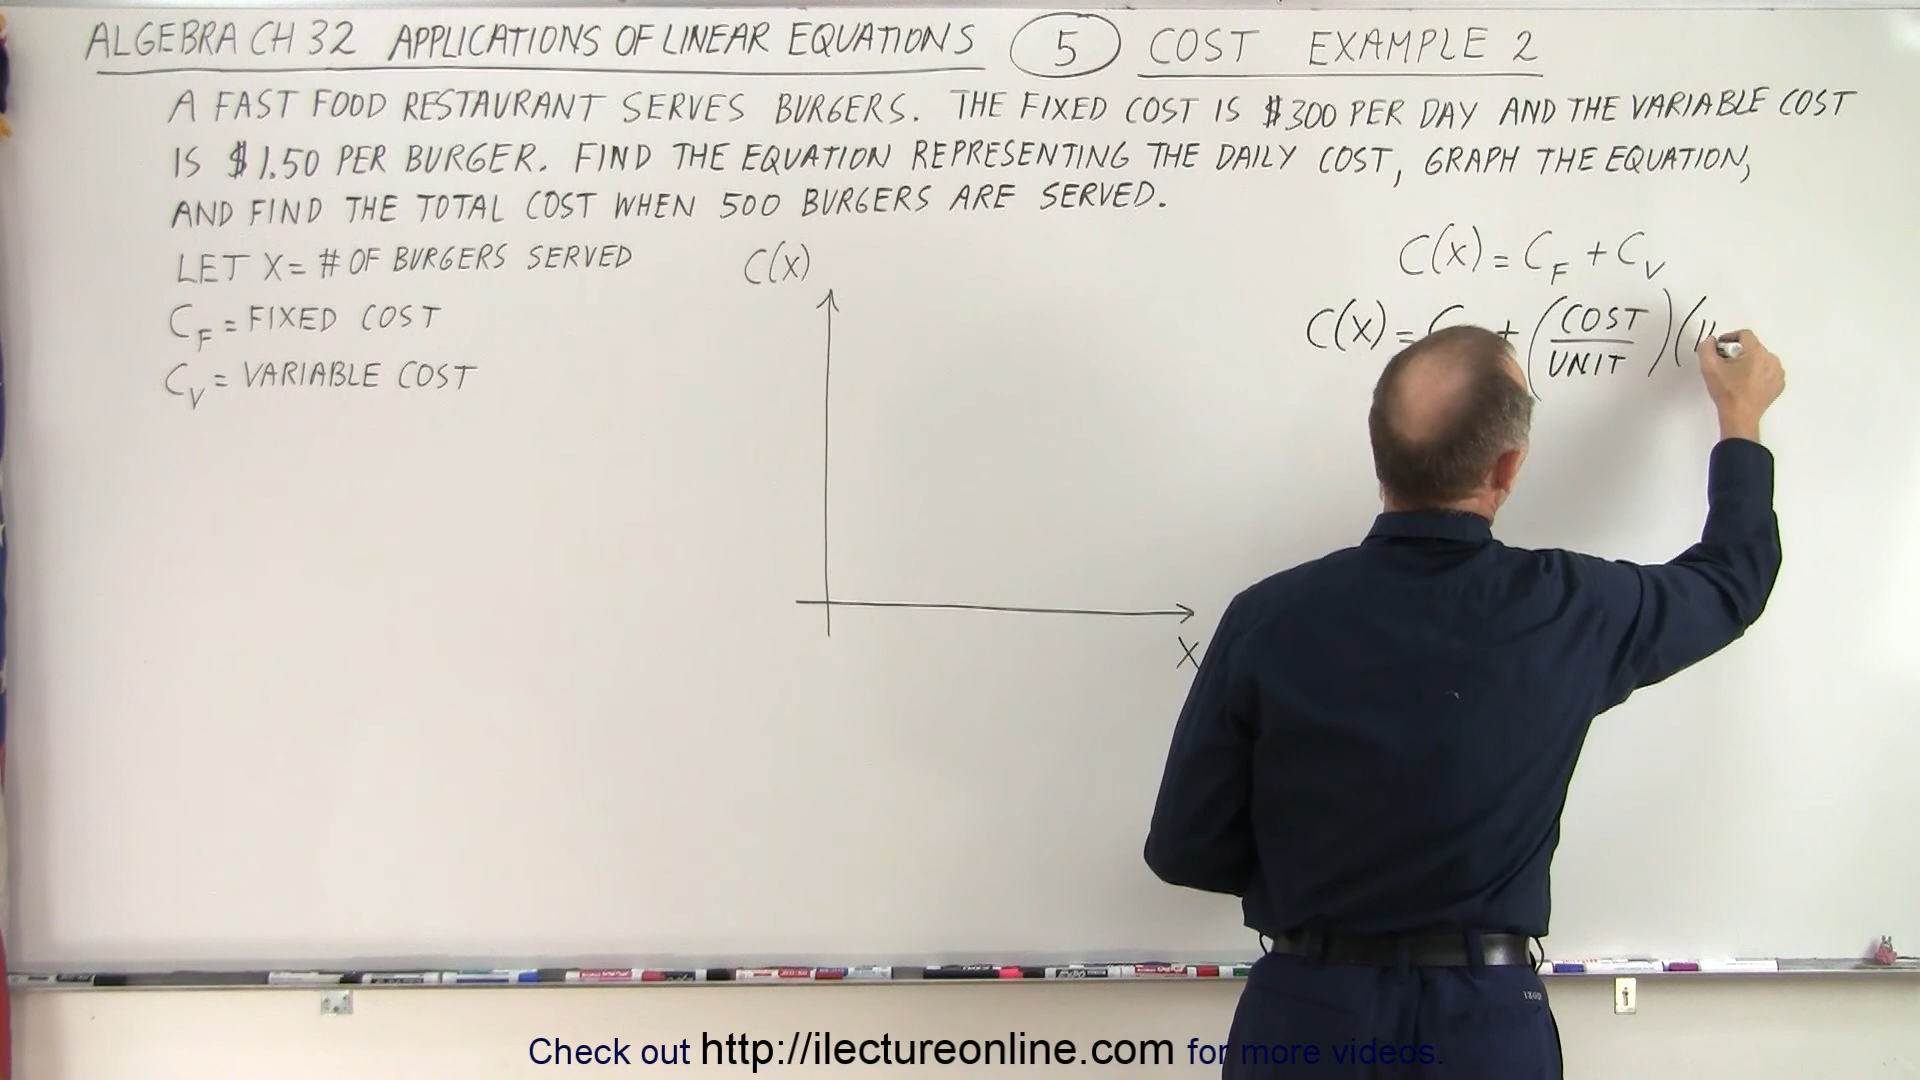 ALGEBRA CH 32 APPLICATIONS OF LINEAR EQUATIONS 5 COST EXAMPLE 2
A FAST FOOD RESTAURANT SERVES BURGERS. THE FIXED COST IS $300 PER DAY AND THE VARIABLE COST
IS $1.50 PER BURGER. FIND THE EQUATION REPRESENTING THE DAILY COST, GRAPH THE EQUATION,
AND FIND THE TOTAL COST WHEN 500 BURGERS ARE SERVED.
LET X = # OF BURGERS SERVED
C_F = FIXED COST
C_V = VARIABLE COST
C(X)
X
C(X) = C_F + C_V
C(X) = C + (COST/UNIT)(
Check out http://ilectureonline.com for more videos.